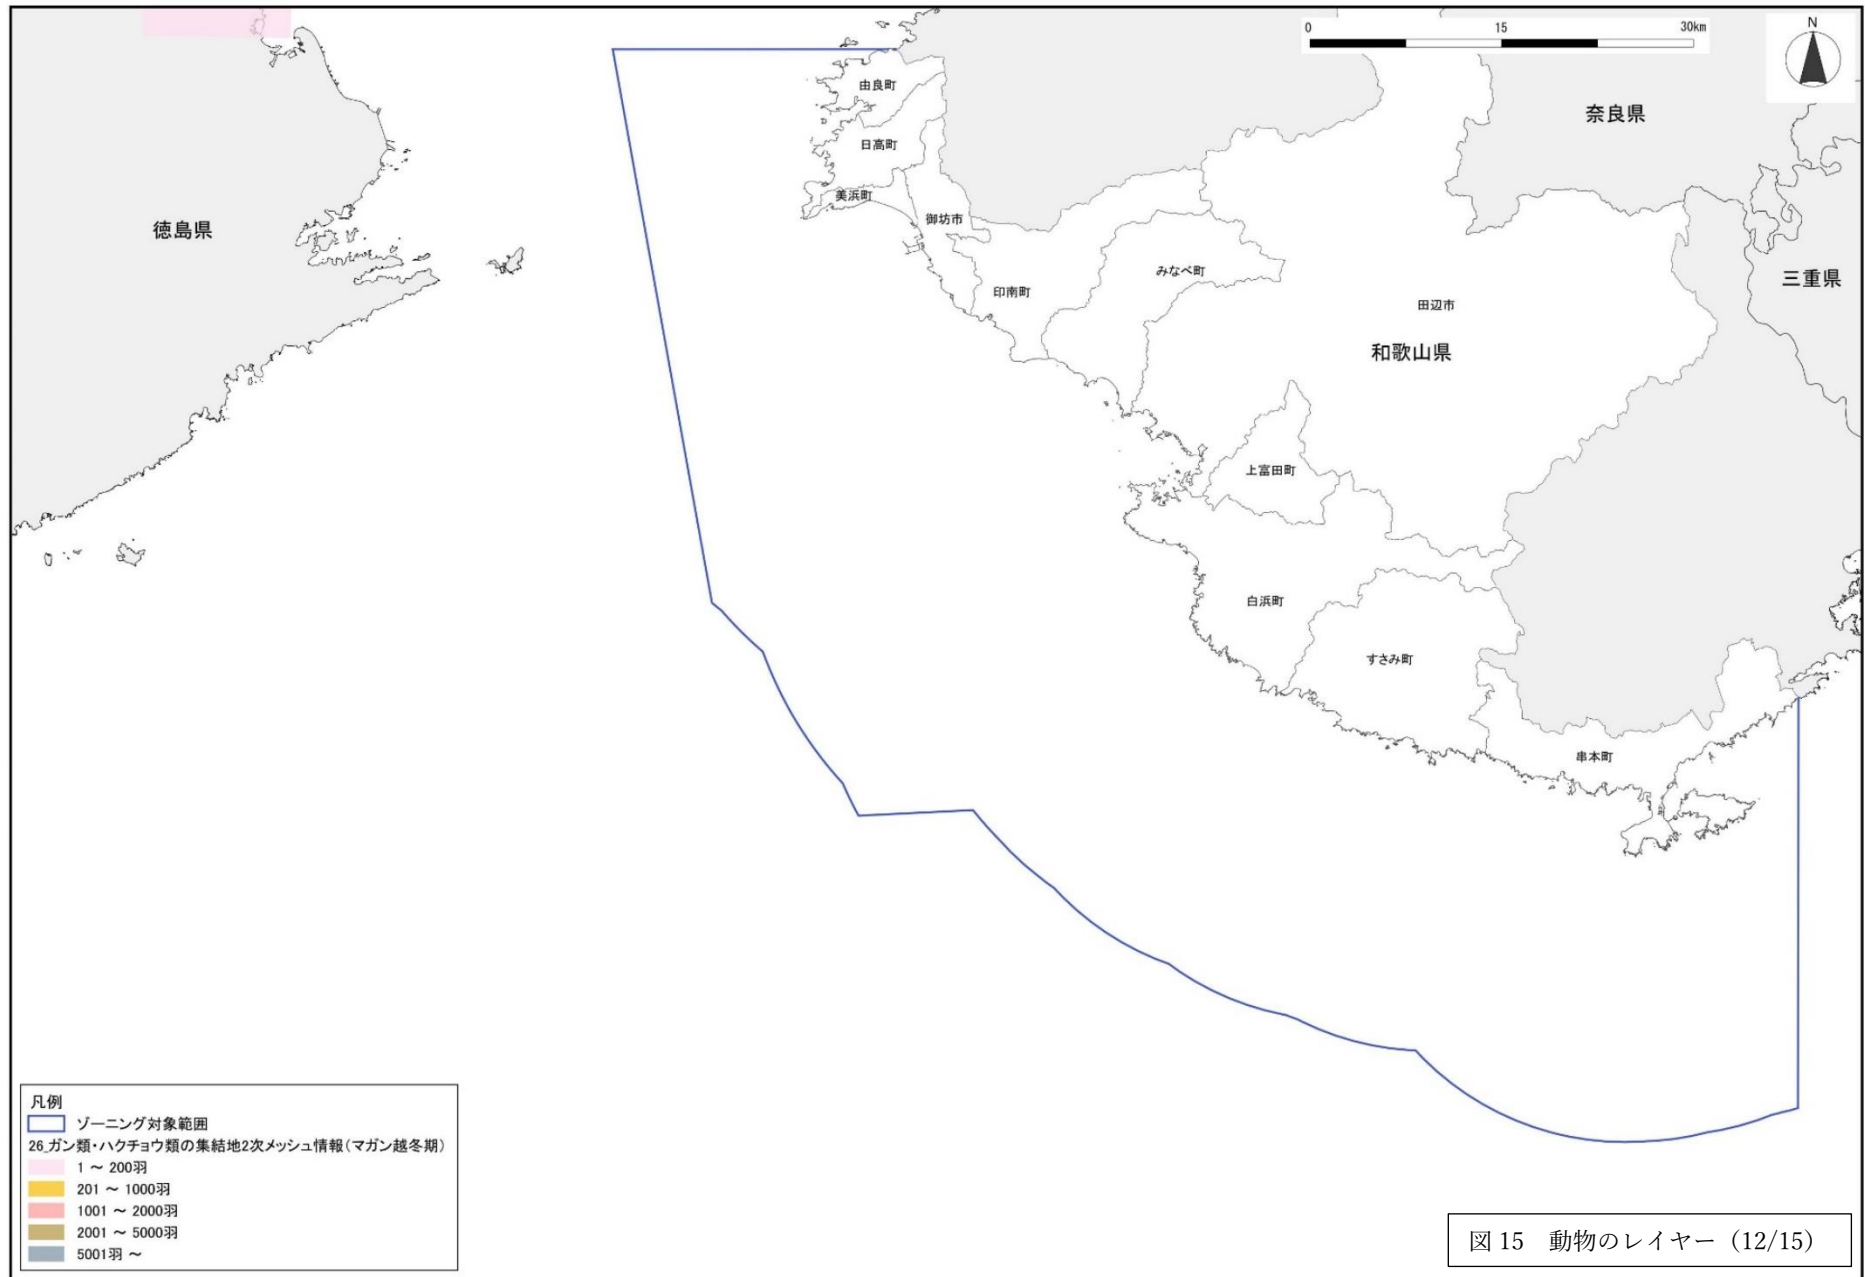 0 15 30km
N
由良町
奈良県
日高町
美浜町
御坊市
徳島県
みなべ町
三重県
印南町
田辺市
和歌山県
上富田町
白浜町
すさみ町
串本町
凡例
ゾーニング対象範囲
26_ガン類・ハクチョウ類の集結地2次メッシュ情報(マガン越冬期)
1 ~ 200羽
201 ~ 1000羽
1001 ~ 2000羽
2001 ~ 5000羽
5001羽 ~
図 15 動物のレイヤー(12/15)